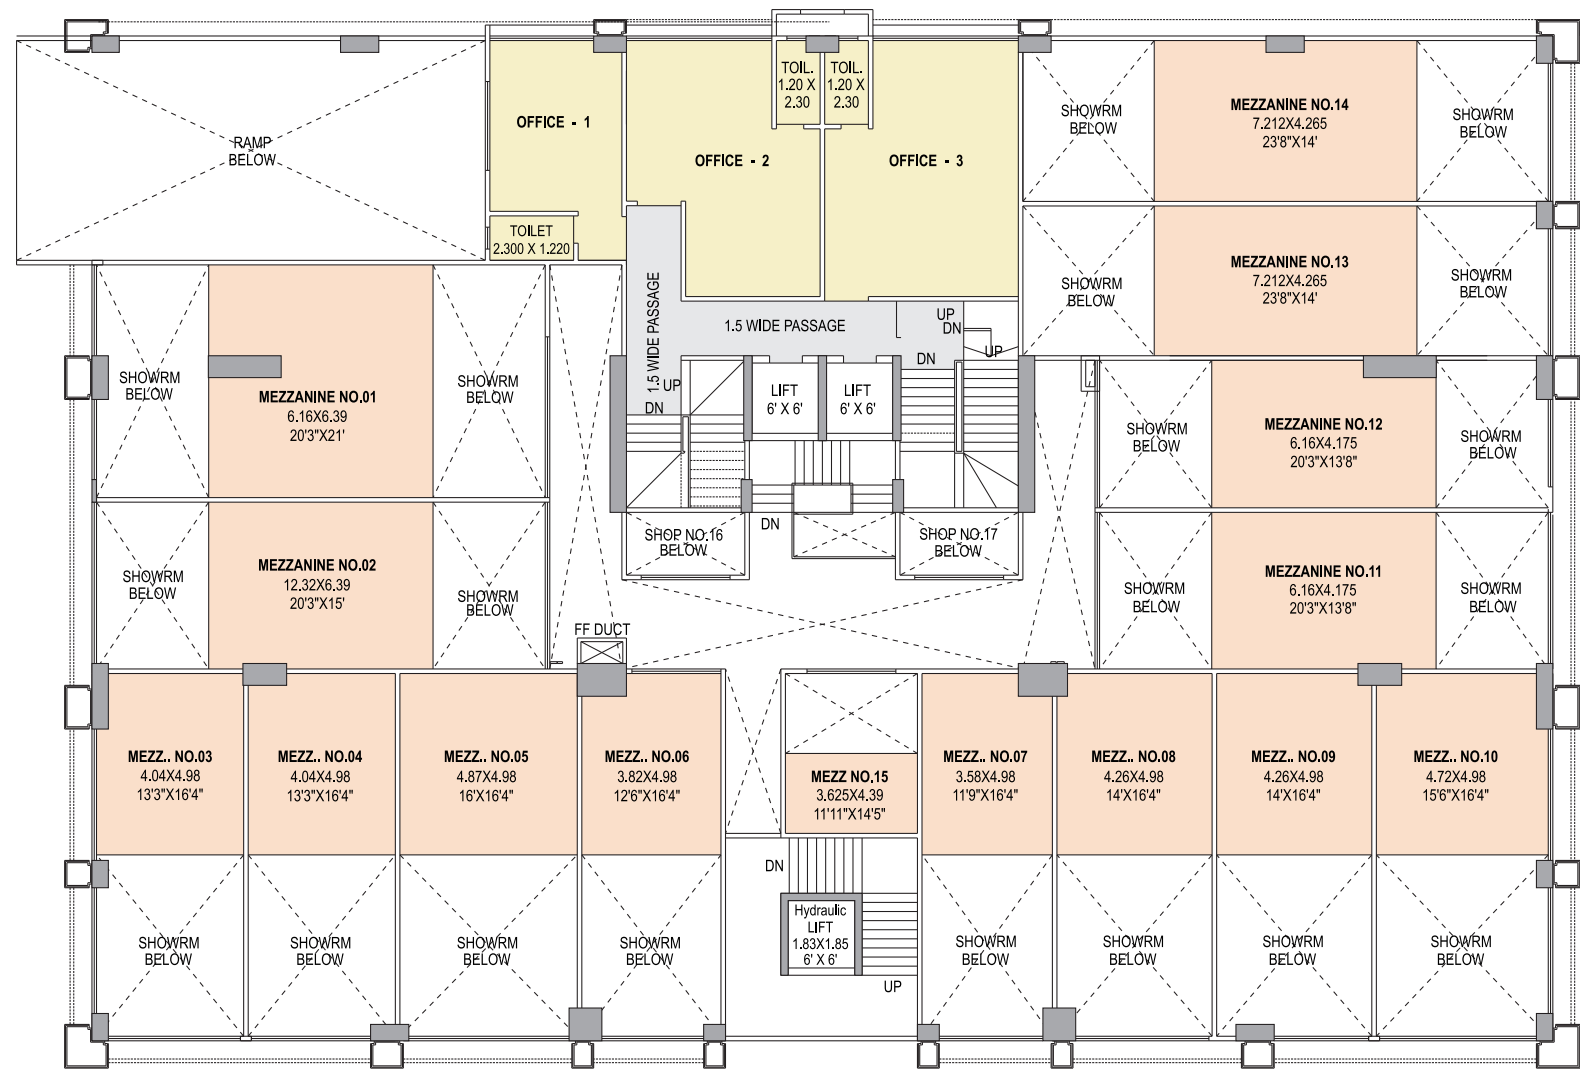 TOIL.
1.20 X
2.30
TOIL.
1.20 X
2.30
OFFICE - 1
OFFICE - 2
OFFICE - 3
RAMP
BELOW
TOILET
2.300 X 1.220
SHOWRM
BELOW
MEZZANINE NO.14
7.212X4.265
23'8"X14'
SHOWRM
BELOW
SHOWRM
BELOW
MEZZANINE NO.13
7.212X4.265
23'8"X14'
SHOWRM
BELOW
1.5 WIDE PASSAGE
1.5 WIDE PASSAGE
UP
DN
UP
DN
UP
DN
LIFT
6' X 6'
LIFT
6' X 6'
SHOWRM
BELOW
MEZZANINE NO.01
6.16X6.39
20'3"X21'
SHOWRM
BELOW
SHOWRM
BELOW
MEZZANINE NO.12
6.16X4.175
20'3"X13'8"
SHOWRM
BELOW
SHOP NO.16
BELOW
DN
SHOP NO.17
BELOW
SHOWRM
BELOW
MEZZANINE NO.02
12.32X6.39
20'3"X15'
SHOWRM
BELOW
SHOWRM
BELOW
MEZZANINE NO.11
6.16X4.175
20'3"X13'8"
SHOWRM
BELOW
FF DUCT
MEZZ.. NO.03
4.04X4.98
13'3"X16'4"
MEZZ.. NO.04
4.04X4.98
13'3"X16'4"
MEZZ.. NO.05
4.87X4.98
16'X16'4"
MEZZ.. NO.06
3.82X4.98
12'6"X16'4"
MEZZ NO.15
3.625X4.39
11'11"X14'5"
MEZZ.. NO.07
3.58X4.98
11'9"X16'4"
MEZZ.. NO.08
4.26X4.98
14'X16'4"
MEZZ.. NO.09
4.26X4.98
14'X16'4"
MEZZ.. NO.10
4.72X4.98
15'6"X16'4"
DN
Hydraulic
LIFT
1.83X1.85
6' X 6'
UP
SHOWRM
BELOW
SHOWRM
BELOW
SHOWRM
BELOW
SHOWRM
BELOW
SHOWRM
BELOW
SHOWRM
BELOW
SHOWRM
BELOW
SHOWRM
BELOW